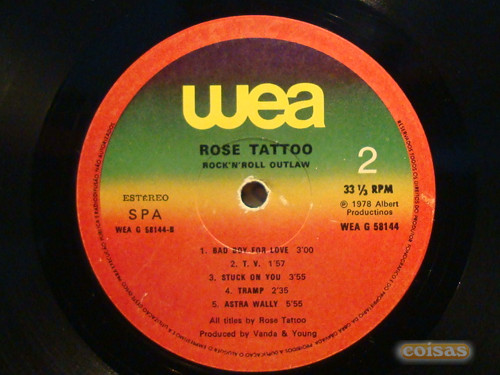 wea
ROSE TATTOO
ROCK'N'ROLL OUTLAW
2
ESTéREO
SPA
WEA G 58144-B
33 ⅓ RPM
℗ 1978 Albert
Productinos
WEA G 58144
1. BAD BOY FOR LOVE 3'00
2. T. V. 1'57
3. STUCK ON YOU 3'55
4. TRAMP 2'35
5. ASTRA WALLY 5'55
All titles by Rose Tattoo
Produced by Vanda & Young
coisas